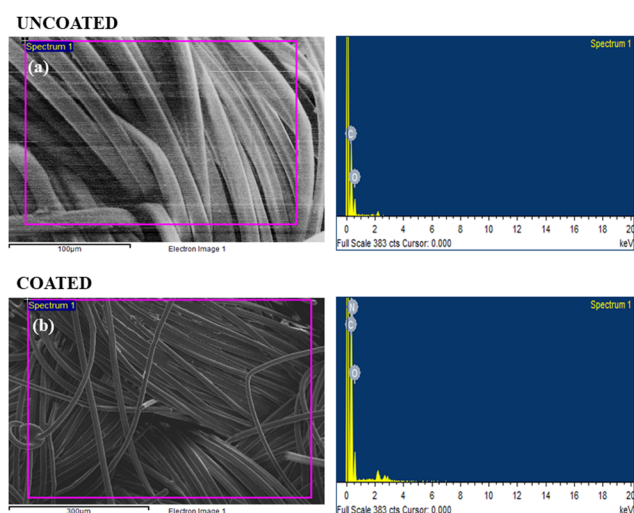 UNCOATED
Spectrum 1
(a)
100µm
Electron Image 1
Spectrum 1
C
O
0 2 4 6 8 10 12 14 16 18 20
Full Scale 383 cts Cursor: 0.000
keV
COATED
Spectrum 1
(b)
300µm
Electron Image 1
Spectrum 1
N
C
O
0 2 4 6 8 10 12 14 16 18 20
Full Scale 383 cts Cursor: 0.000
keV